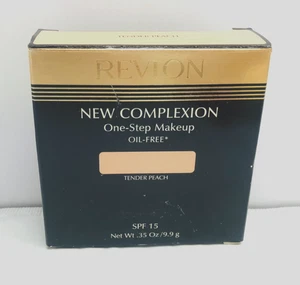 REVLON
NEW COMPLEXION
One-Step Makeup
OIL-FREE*
TENDER PEACH
SPF 15
Net Wt .35 Oz/9.9 g